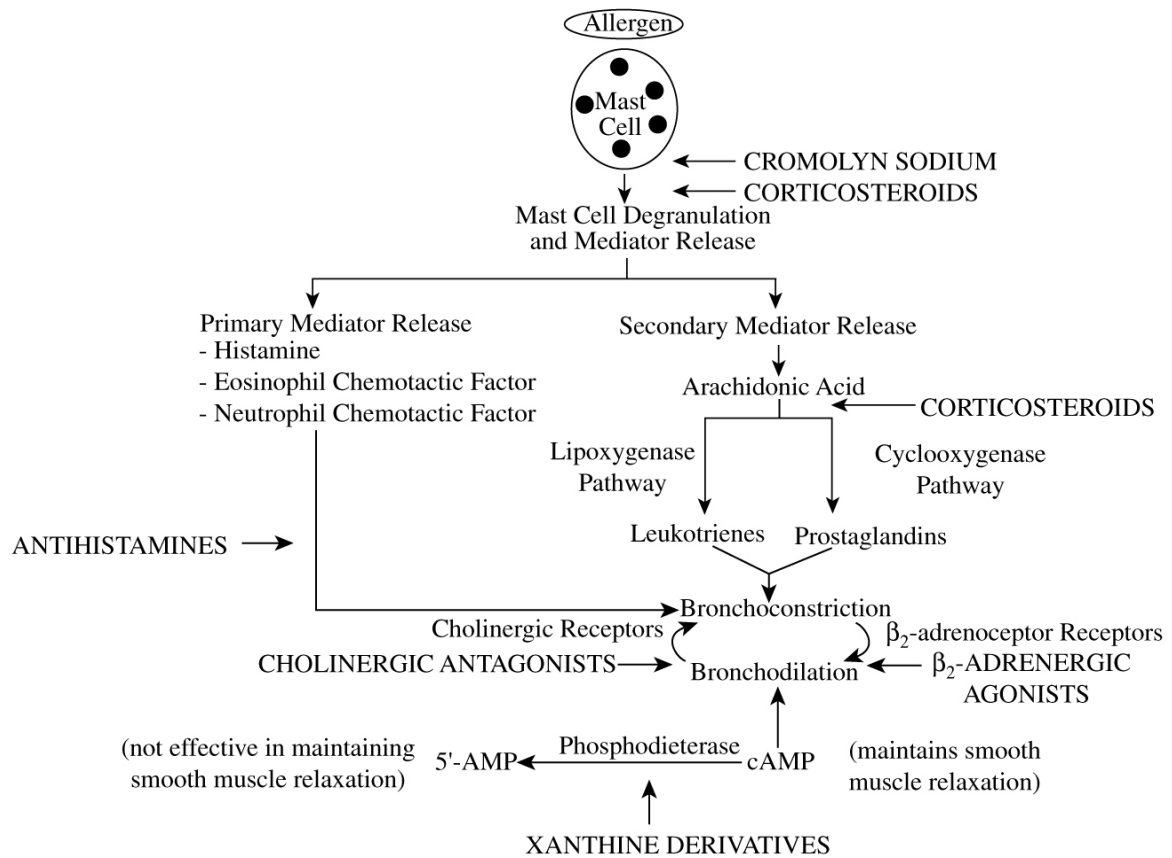 Allergen
Mast
Cell
CROMOLYN SODIUM
CORTICOSTEROIDS
Mast Cell Degranulation
and Mediator Release
Primary Mediator Release
- Histamine
- Eosinophil Chemotactic Factor
- Neutrophil Chemotactic Factor
Secondary Mediator Release
Arachidonic Acid
CORTICOSTEROIDS
Lipoxygenase
Pathway
Cyclooxygenase
Pathway
Leukotrienes
Prostaglandins
ANTIHISTAMINES
Bronchoconstriction
Cholinergic Receptors
β₂-adrenoceptor Receptors
CHOLINERGIC ANTAGONISTS
Bronchodilation
β₂-ADRENERGIC
AGONISTS
(not effective in maintaining
smooth muscle relaxation)
5'-AMP
Phosphodieterase
cAMP
(maintains smooth
muscle relaxation)
XANTHINE DERIVATIVES